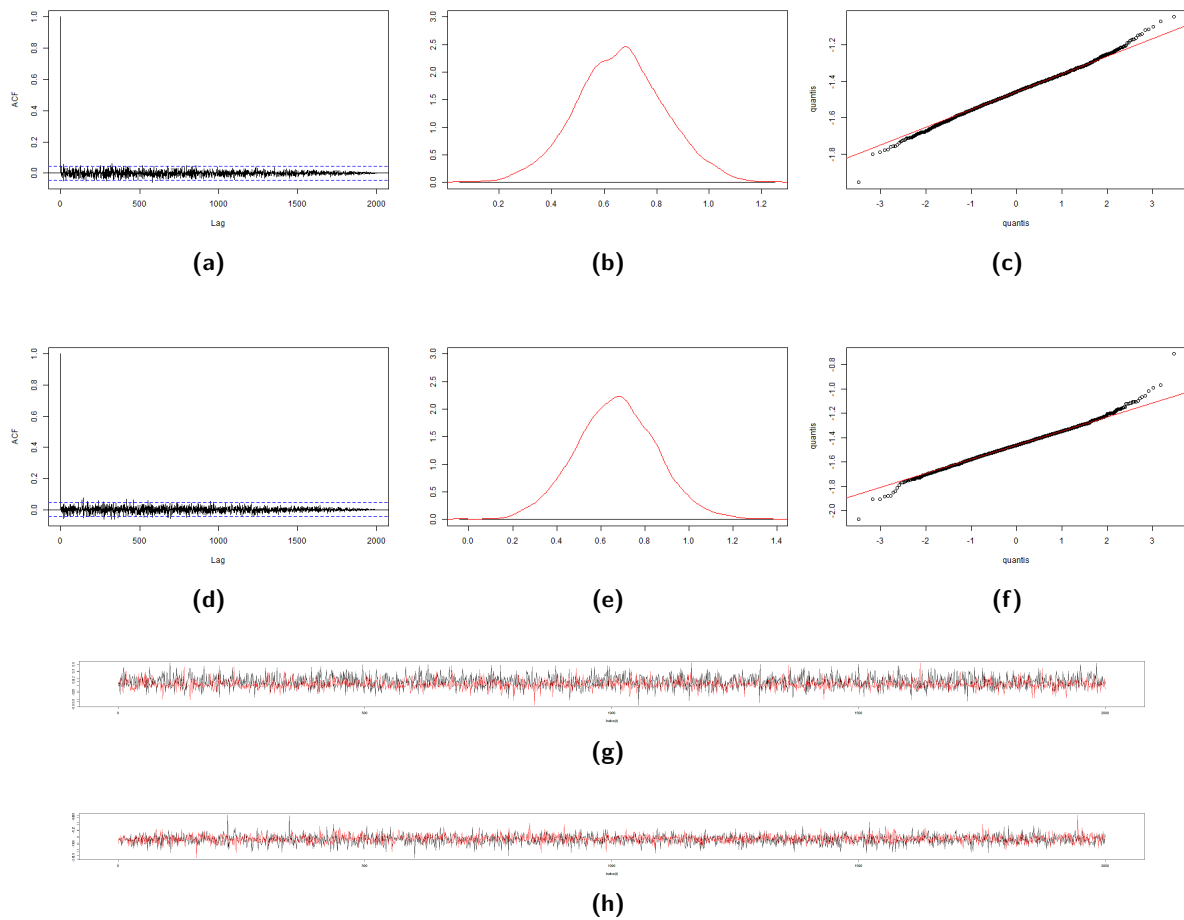 ACF
0.0 0.2 0.4 0.6 0.8 1.0
0 500 1000 1500 2000
Lag
(a)
0.0 0.5 1.0 1.5 2.0 2.5 3.0
0.2 0.4 0.6 0.8 1.0 1.2
(b)
quantis
-1.8 -1.6 -1.4 -1.2
-3 -2 -1 0 1 2 3
quantis
(c)
ACF
0.0 0.2 0.4 0.6 0.8 1.0
0 500 1000 1500 2000
Lag
(d)
0.0 0.5 1.0 1.5 2.0 2.5 3.0
0.0 0.2 0.4 0.6 0.8 1.0 1.2 1.4
(e)
quantis
-2.0 -1.8 -1.6 -1.4 -1.2 -1.0 -0.8
-3 -2 -1 0 1 2 3
quantis
(f)
0 500 1000 1500 2000
(g)
0 500 1000 1500 2000
(h)